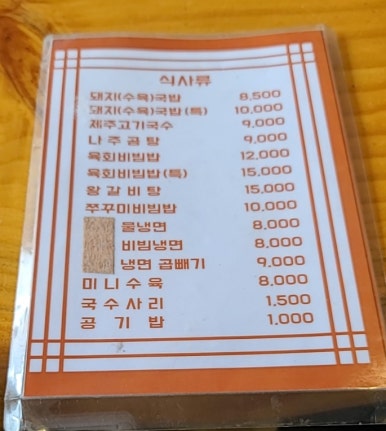 식사류
돼지(수육)국밥 8,500
돼지(수육)국밥(특) 10,000
제주고기국수 9,000
나주곰탕 9,000
육회비빔밥 12,000
육회비빔밥(특) 15,000
왕갈비탕 15,000
쭈꾸미비빔밥 10,000
물냉면 8,000
비빔냉면 8,000
냉면 곱빼기 9,000
미니수육 8,000
국수사리 1,500
공기밥 1,000